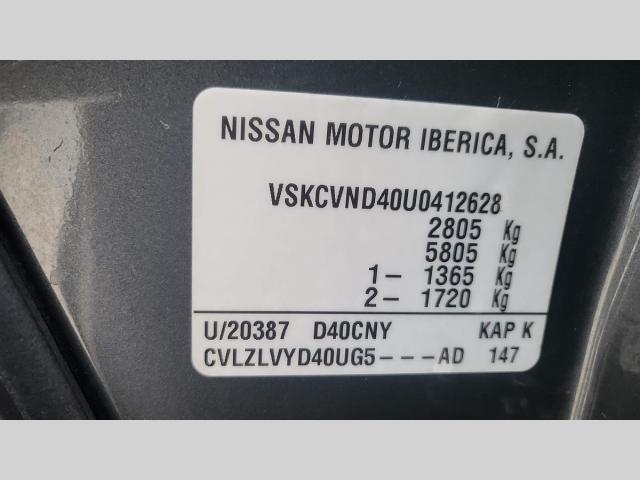 NISSAN MOTOR IBERICA, S.A.
VSKCVND40U0412628
2805 Kg
5805 Kg
1- 1365 Kg
2- 1720 Kg
U/20387 D40CNY KAP K
CVLZLVYD40UG5---AD 147